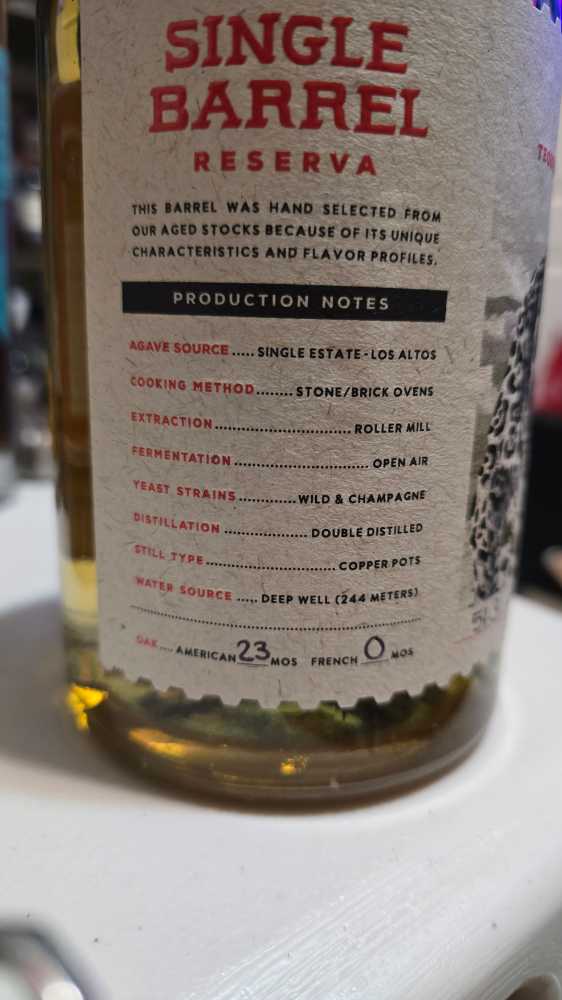 SINGLE
BARREL
RESERVA
THIS BARREL WAS HAND SELECTED FROM
OUR AGED STOCKS BECAUSE OF ITS UNIQUE
CHARACTERISTICS AND FLAVOR PROFILES.
PRODUCTION NOTES
AGAVE SOURCE ..... SINGLE ESTATE - LOS ALTOS
COOKING METHOD ........ STONE/BRICK OVENS
EXTRACTION ................................ ROLLER MILL
FERMENTATION ................................ OPEN AIR
YEAST STRAINS ............ WILD & CHAMPAGNE
DISTILLATION .................... DOUBLE DISTILLED
STILL TYPE .............................. COPPER POTS
WATER SOURCE ..... DEEP WELL (244 METERS)
OAK .... AMERICAN 23 MOS FRENCH 0 MOS